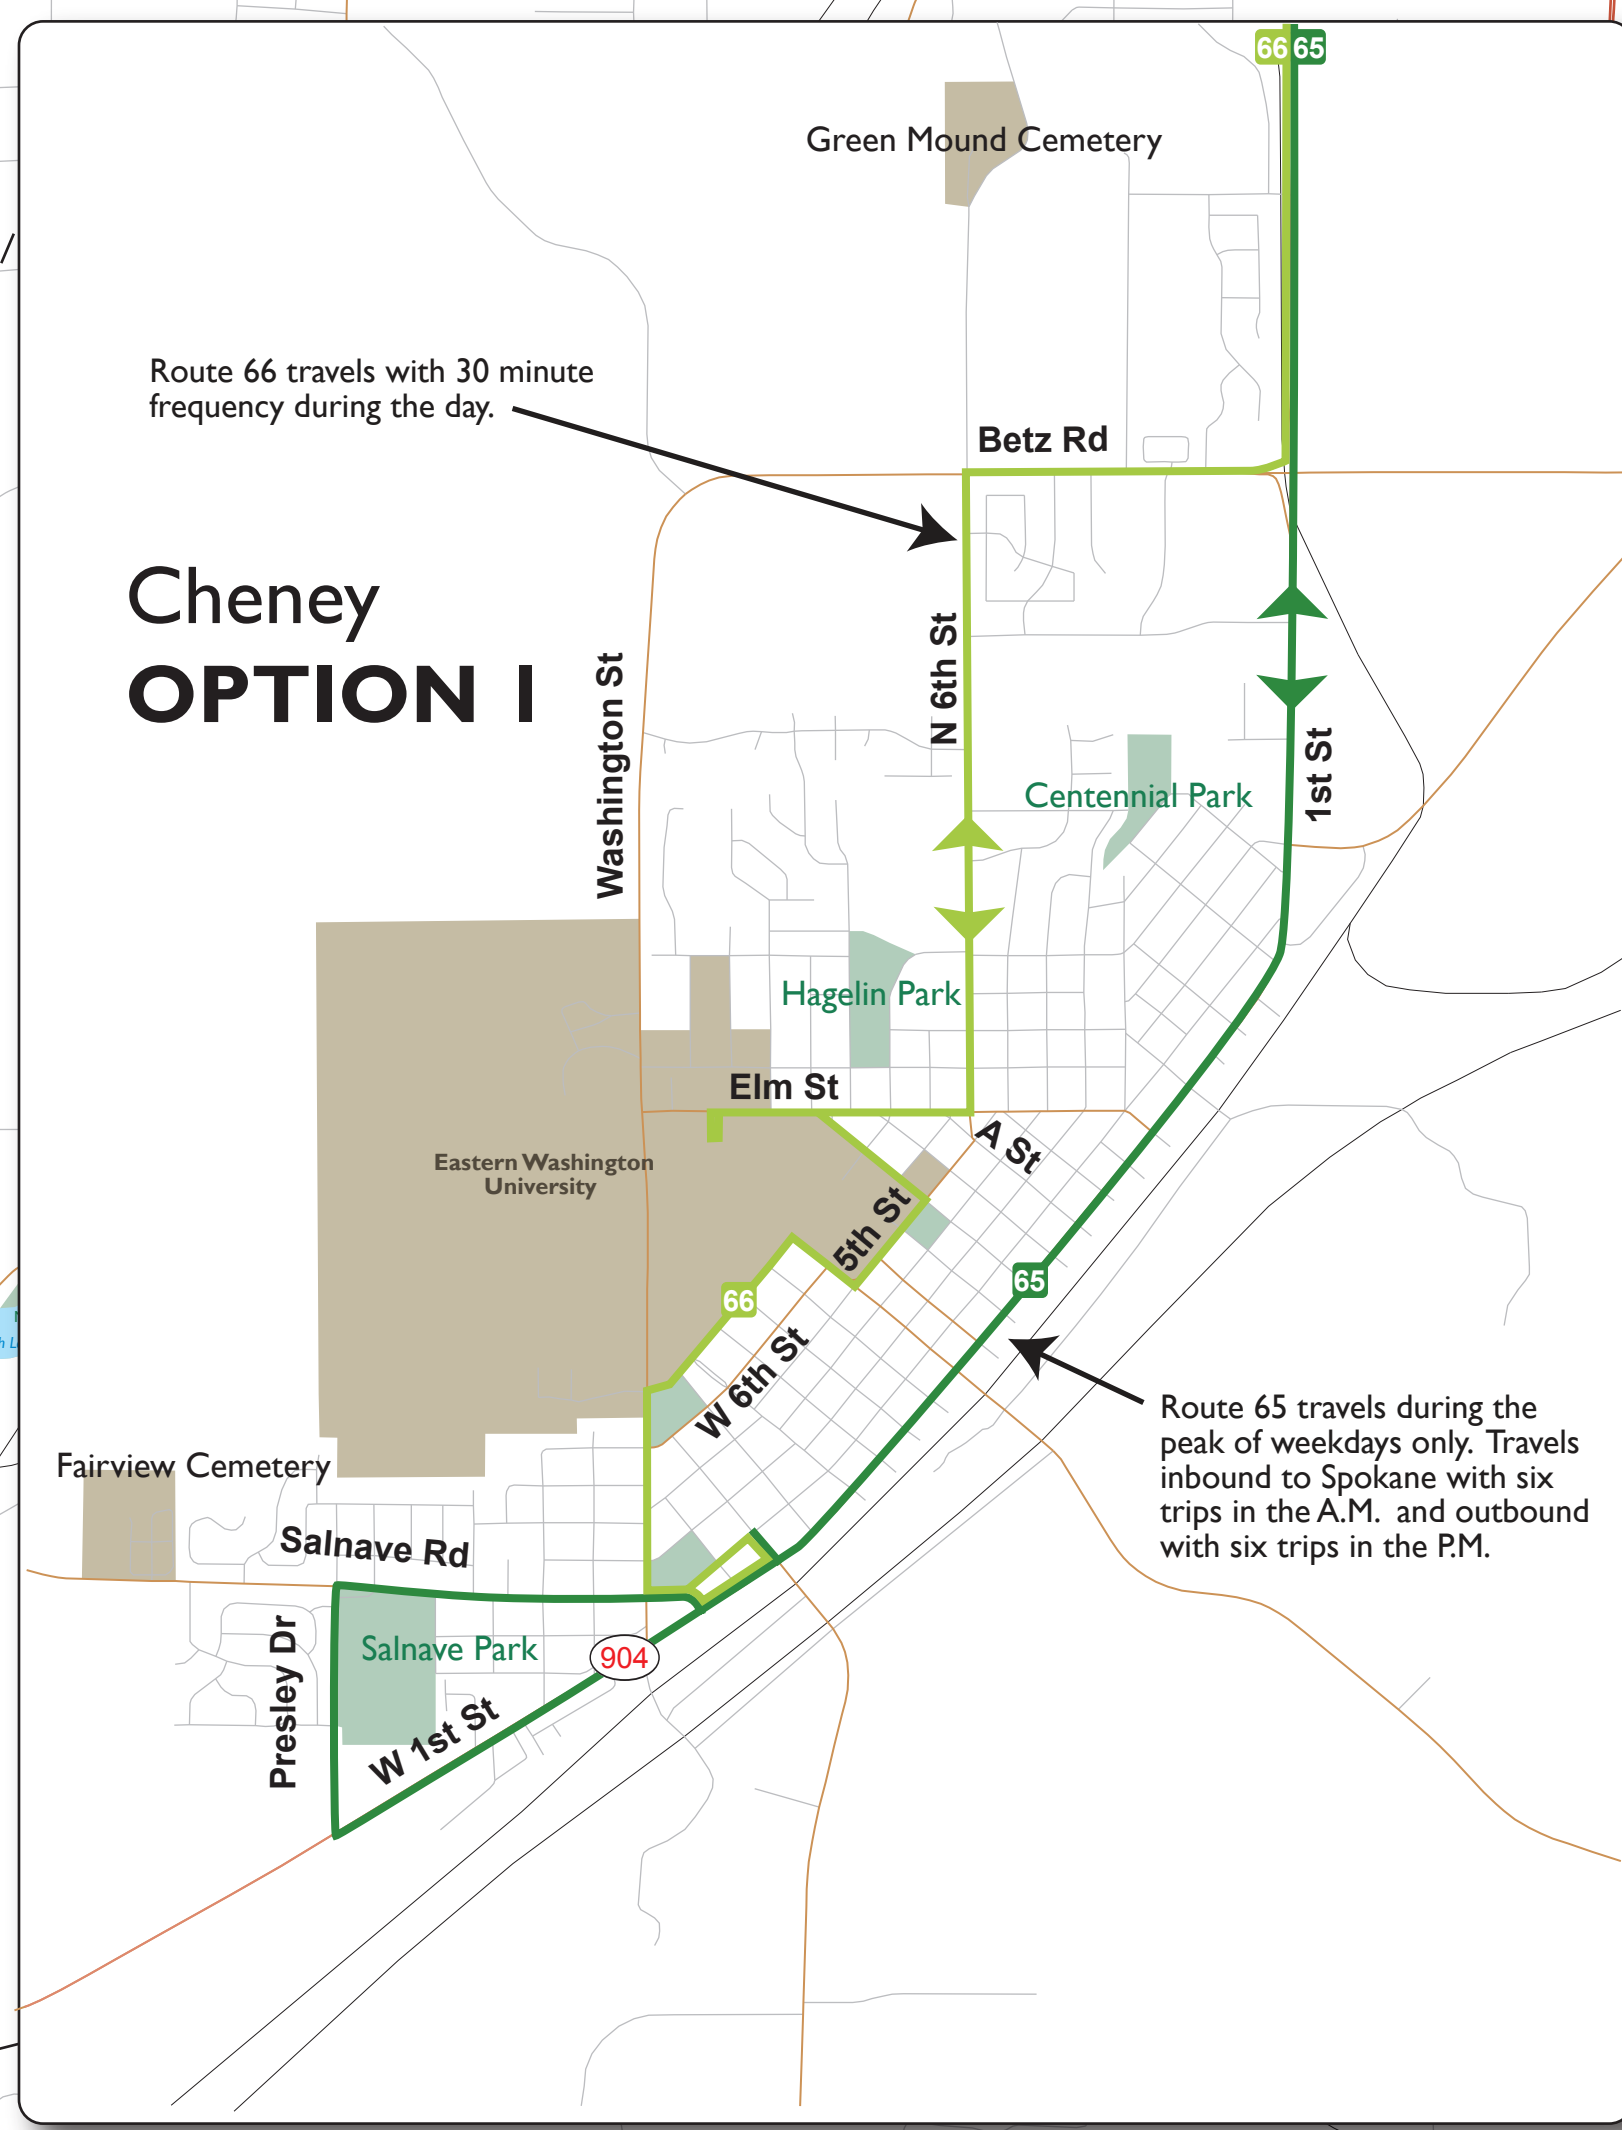 66 65
Green Mound Cemetery
Route 66 travels with 30 minute
frequency during the day.
Betz Rd
Cheney
OPTION I
N 6th St
Washington St
1st St
Centennial Park
Hagelin Park
Elm St
A St
Eastern Washington
University
5th St
65
66
W 6th St
Route 65 travels during the
peak of weekdays only. Travels
inbound to Spokane with six
trips in the A.M. and outbound
with six trips in the P.M.
Fairview Cemetery
Salnave Rd
Presley Dr
Salnave Park
904
W 1st St